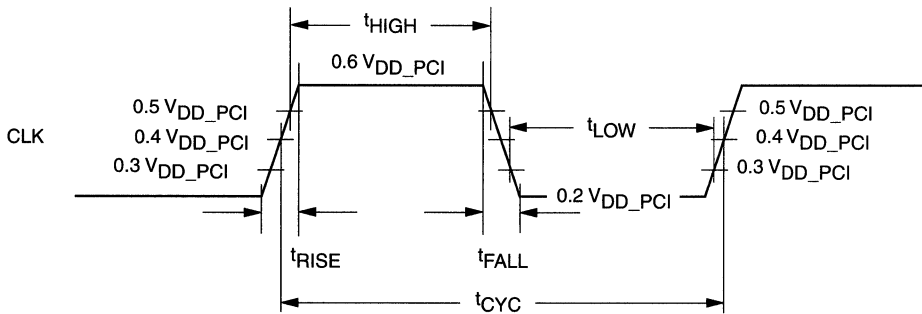 tHIGH
0.6 VDD_PCI
0.5 VDD_PCI
0.5 VDD_PCI
CLK
0.4 VDD_PCI
tLOW
0.4 VDD_PCI
0.3 VDD_PCI
0.3 VDD_PCI
0.2 VDD_PCI
tRISE
tFALL
tCYC